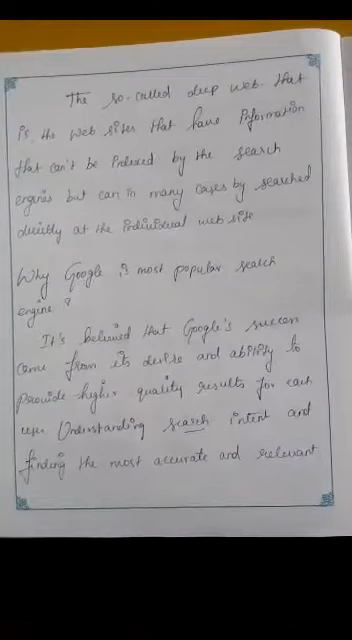 The so-called deep web. that
is, the web sites that have Information
that can't be Indexed by the search
engines but can in many cases by searched
directly at the individual web site
Why Google is most popular search
engine ?
It's believed that Google's success
came from its desire and ability to
provide higher quality results for each
user Understanding search intent and
finding the most accurate and relevant